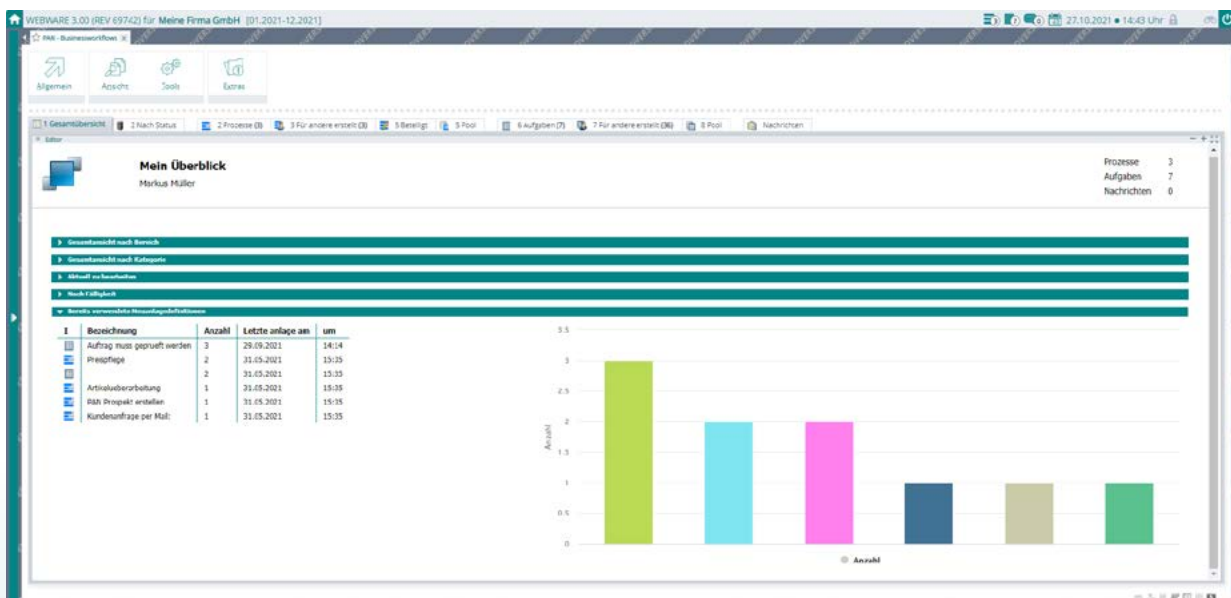 WEBWARE 3.00 (REV 69742) für Meine Firma GmbH [01.2021-12.2021] 27.10.2021 • 14:43 Uhr
PAN - Businessworkflows X
Allgemein Ansicht Tools Extras
1 Gesamtübersicht 2 Nach Status 2 Prozesse (3) 3 Für andere erstellt (3) 5 Beteiligt 5 Pool 6 Aufgaben (7) 7 Für andere erstellt (36) 8 Pool Nachrichten
Editor
Mein Überblick
Markus Müller
Prozesse 3
Aufgaben 7
Nachrichten 0
Gesamtansicht nach Bereich
Gesamtansicht nach Kategorie
Aktuell zu bearbeiten
Nach Fälligkeit
Bereits verwendete Neuanlagedefinitionen
I Bezeichnung Anzahl Letzte anlage am um
Auftrag muss geprueft werden 3 29.09.2021 14:14
Preispflege 2 31.05.2021 15:35
2 31.05.2021 15:35
Artikelueberarbeitung 1 31.05.2021 15:35
PAN Prospekt erstellen 1 31.05.2021 15:35
Kundenanfrage per Mail: 1 31.05.2021 15:35
3.5
3
2.5
2
1.5
1
0.5
0
Anzahl
Anzahl